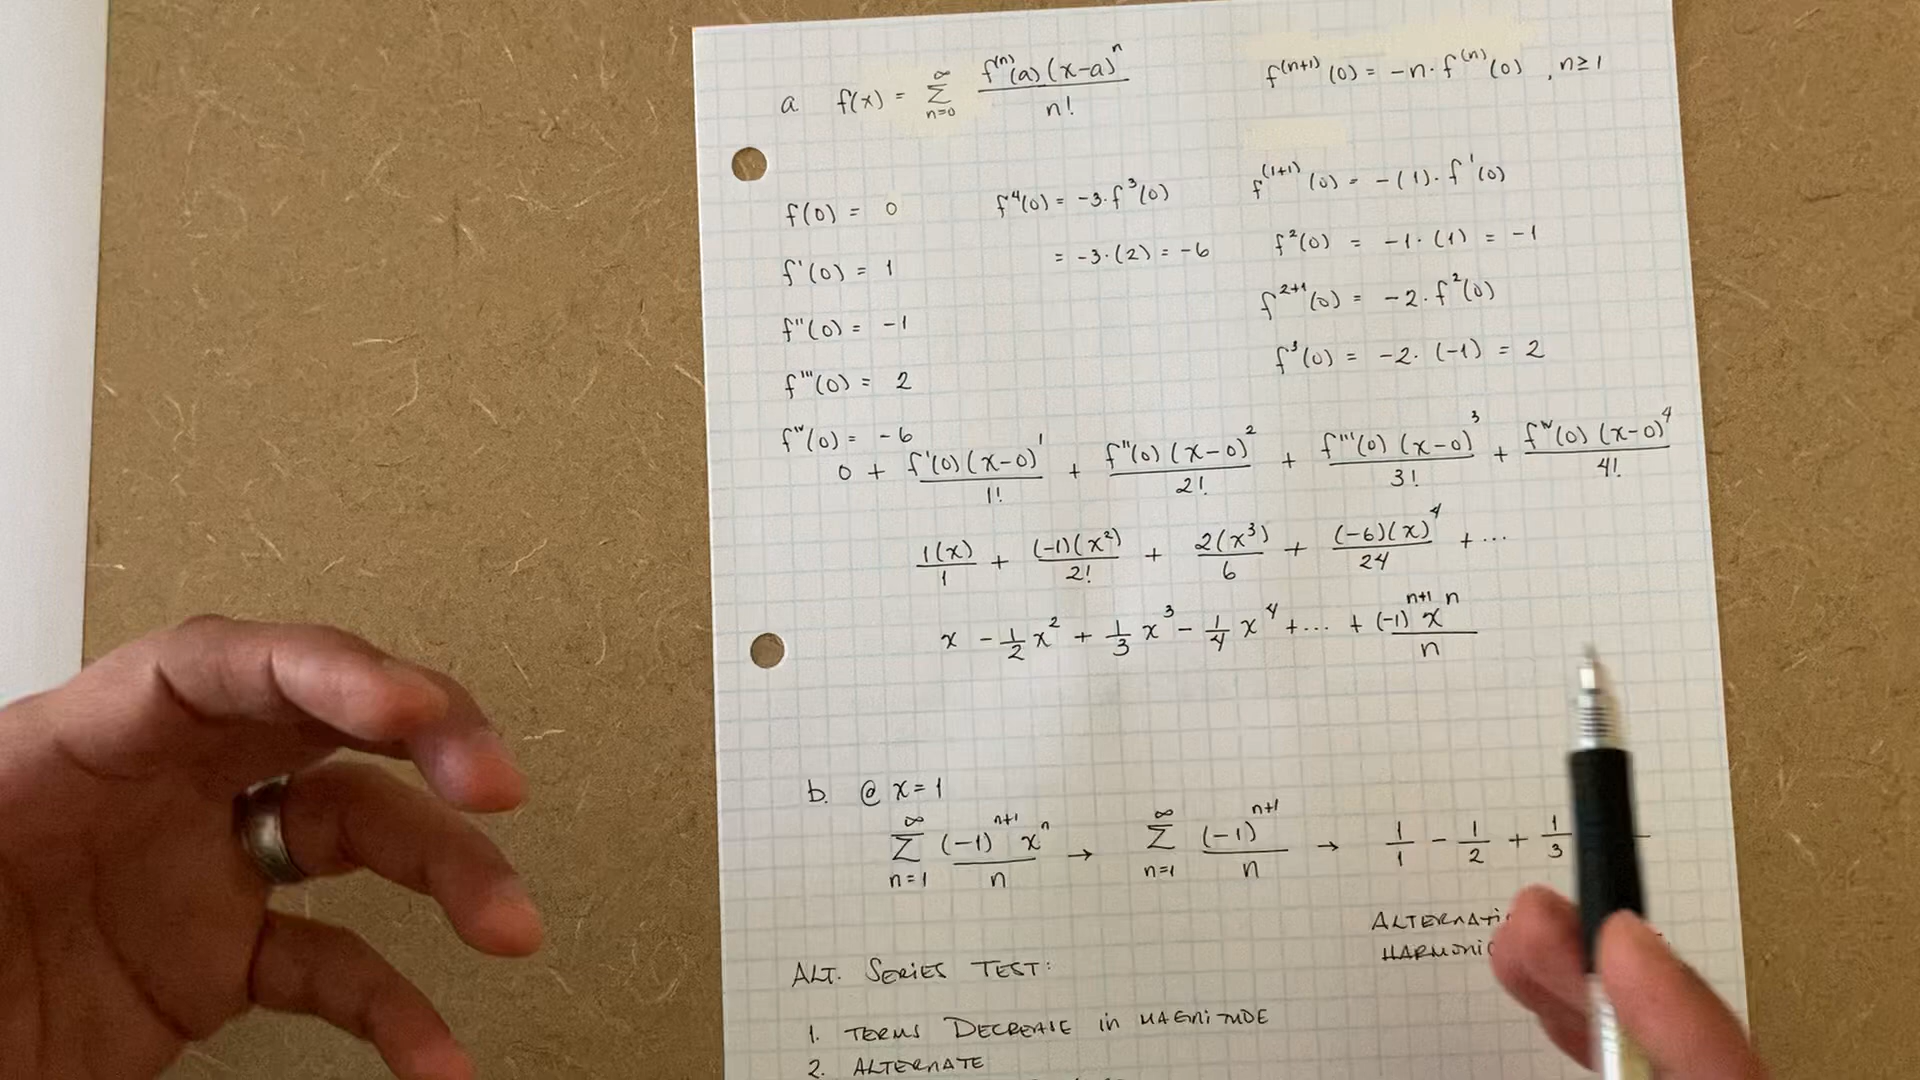 a f(x) = ∑_{n=0}^{∞} f^{(n)}(a)(x-a)^n / n!
f^{(n+1)}(0) = -n · f^{(n)}(0) , n ≥ 1
f(0) = 0
f'(0) = 1
f''(0) = -1
f'''(0) = 2
f^{IV}(0) = -6
f^4(0) = -3 · f^3(0)
= -3 · (2) = -6
f^{(1+1)}(0) = -(1) · f'(0)
f^2(0) = -1 · (1) = -1
f^{2+1}(0) = -2 · f^2(0)
f^3(0) = -2 · (-1) = 2
0 + f'(0)(x-0)^1 / 1! + f''(0)(x-0)^2 / 2! + f'''(0)(x-0)^3 / 3! + f^{IV}(0)(x-0)^4 / 4!
1(x) / 1 + (-1)(x^2) / 2! + 2(x^3) / 6 + (-6)(x)^4 / 24 + ...
x - 1/2 x^2 + 1/3 x^3 - 1/4 x^4 + ... + (-1)^{n+1} x^n / n
b. @ x = 1
∑_{n=1}^{∞} (-1)^{n+1} x^n / n → ∑_{n=1}^{∞} (-1)^{n+1} / n → 1/1 - 1/2 + 1/3
ALT. SERIES TEST:
1. TERMS DECREASE in MAGNITUDE
2. ALTERNATE